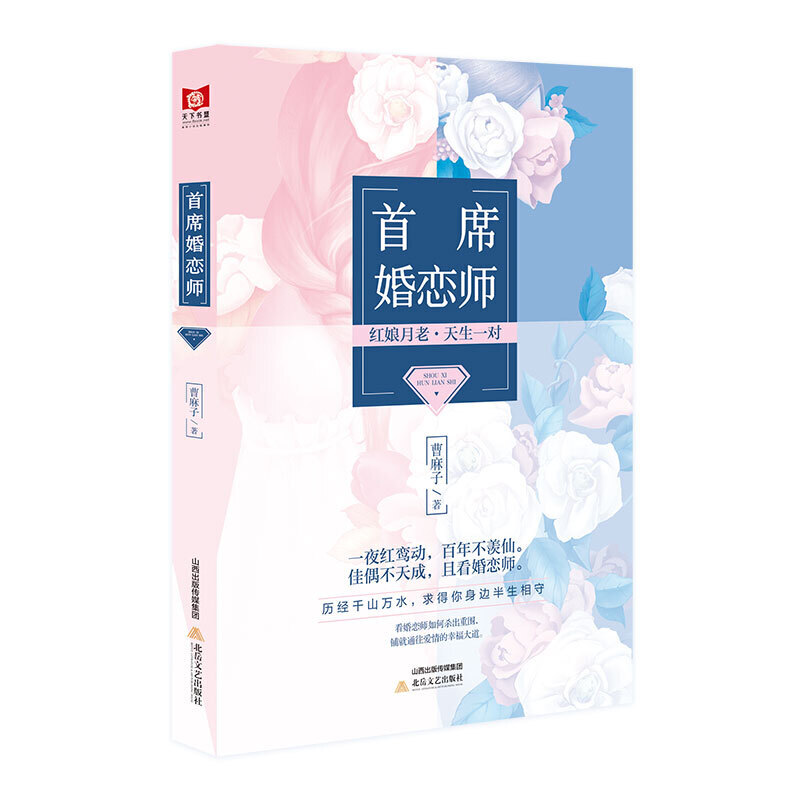 天下书盟
首席婚恋师
SHOU XI
HUN LIAN SHI
曹麻子/著
山西出版传媒集团
北岳文艺出版社
首席
婚恋师
红娘月老·天生一对
SHOU XI
HUN LIAN SHI
曹麻子/著
一夜红鸾动，百年不羡仙。
佳偶不天成，且看婚恋师。
历经千山万水，求得你身边半生相守
看婚恋师如何杀出重围，
铺就通往爱情的幸福大道。
山西出版传媒集团
北岳文艺出版社